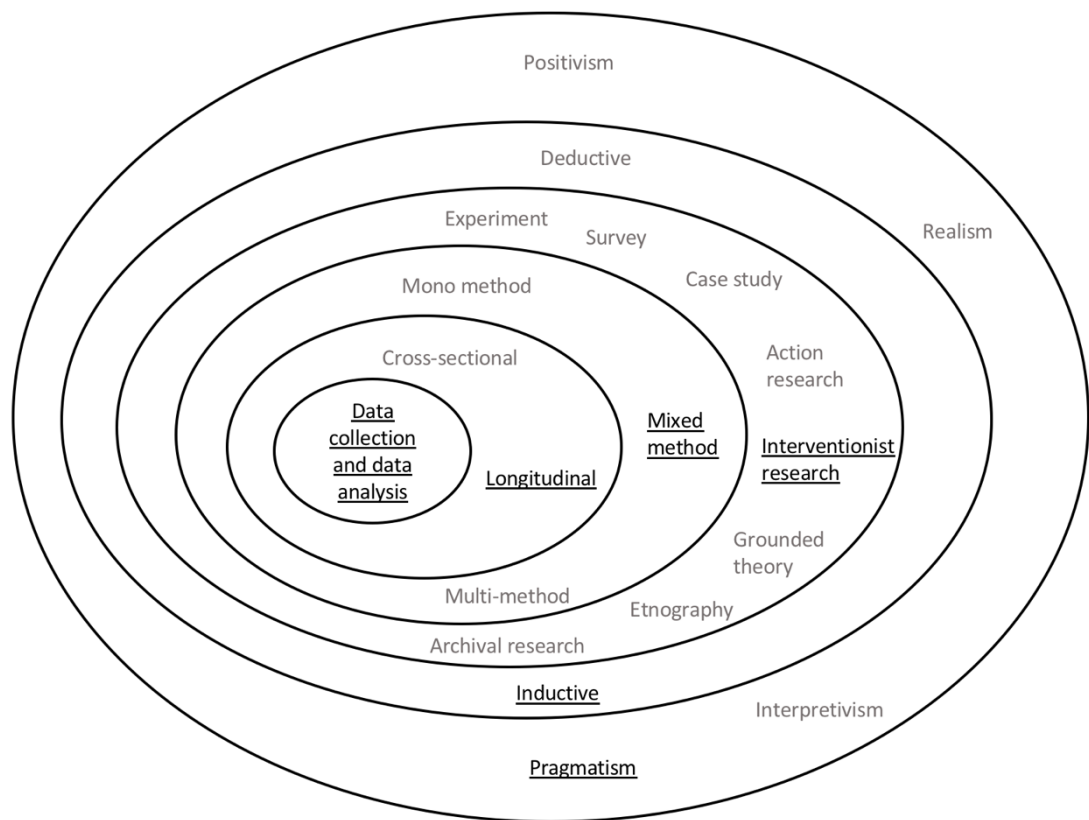 Positivism
Deductive
Experiment
Survey
Realism
Case study
Mono method
Cross-sectional
Action
research
Data
collection
and data
analysis
Longitudinal
Mixed
method
Interventionist
research
Grounded
theory
Multi-method
Etnography
Archival research
Inductive
Interpretivism
Pragmatism